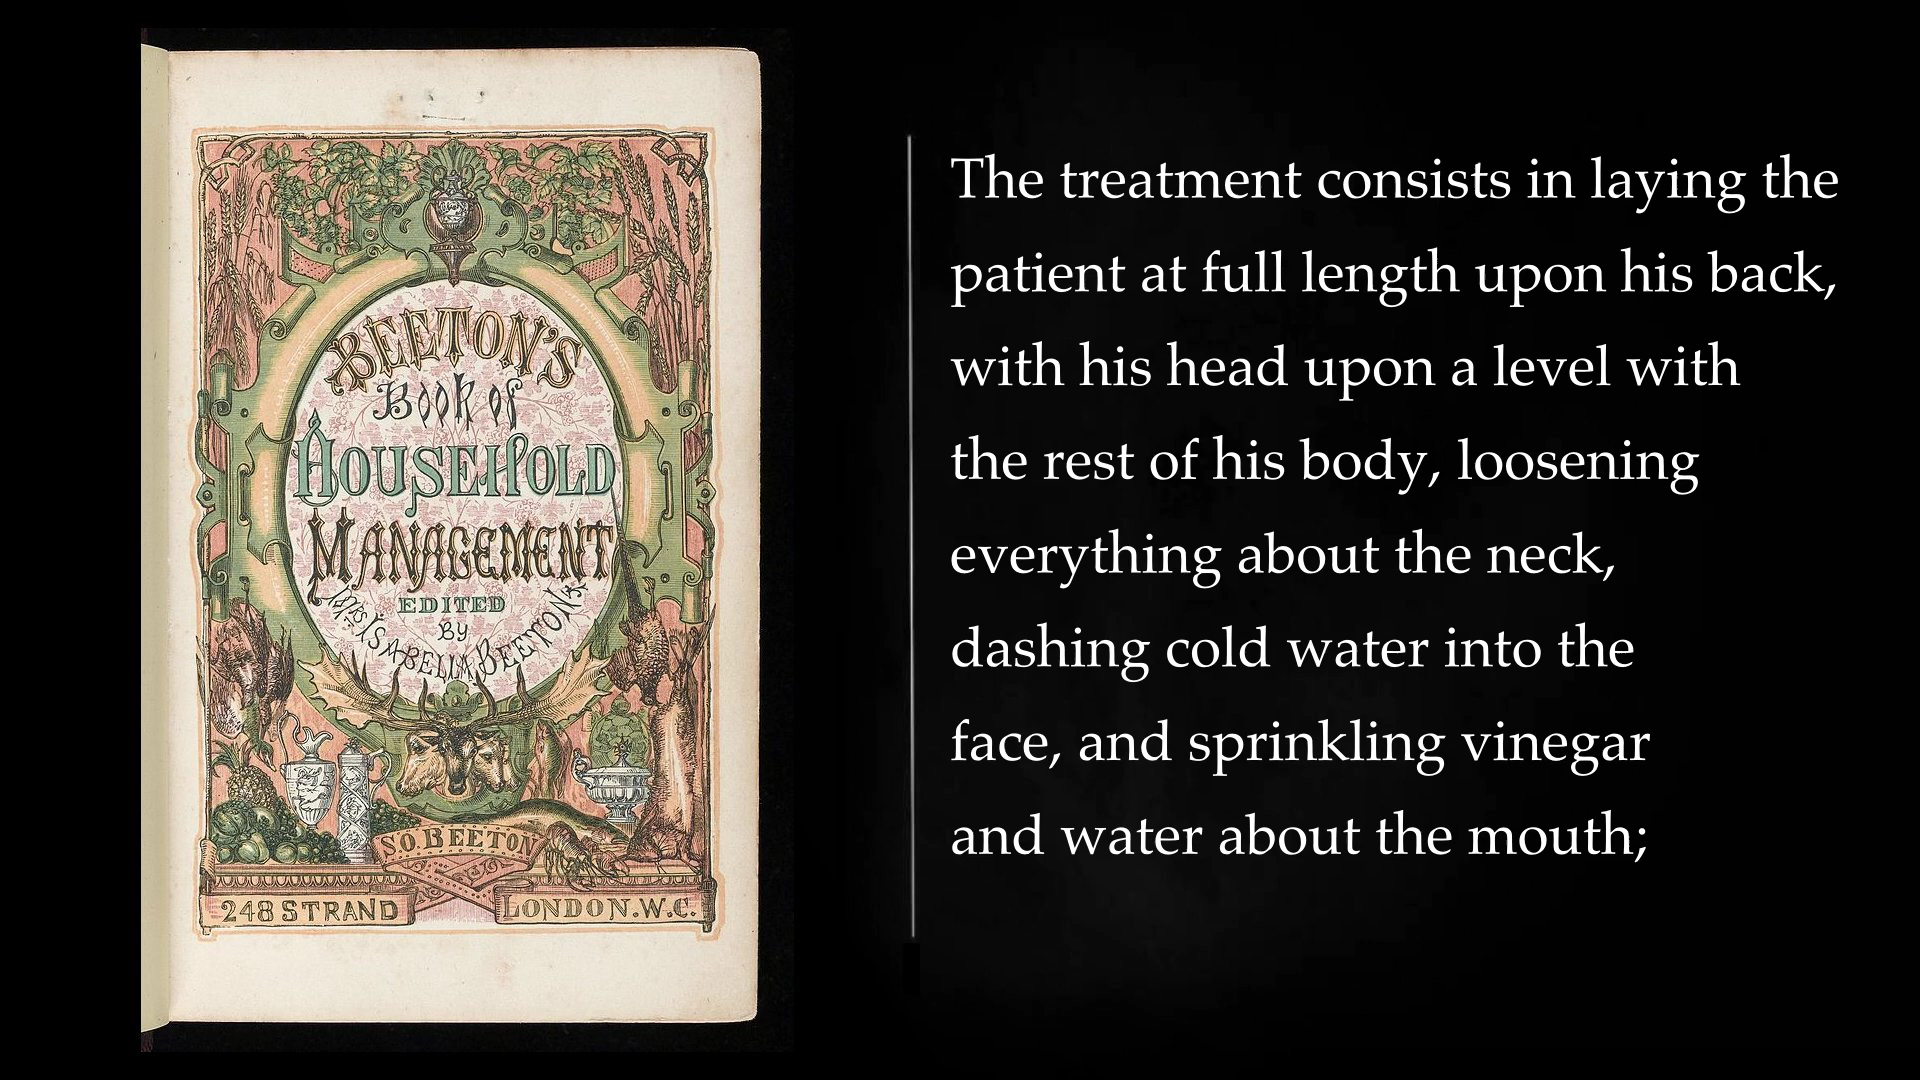 BEETON'S
Book of
HOUSEHOLD
MANAGEMENT
EDITED
BY
MRS ISABELLA BEETON
S.O. BEETON
248 STRAND
LONDON. W.C.
The treatment consists in laying the
patient at full length upon his back,
with his head upon a level with
the rest of his body, loosening
everything about the neck,
dashing cold water into the
face, and sprinkling vinegar
and water about the mouth;